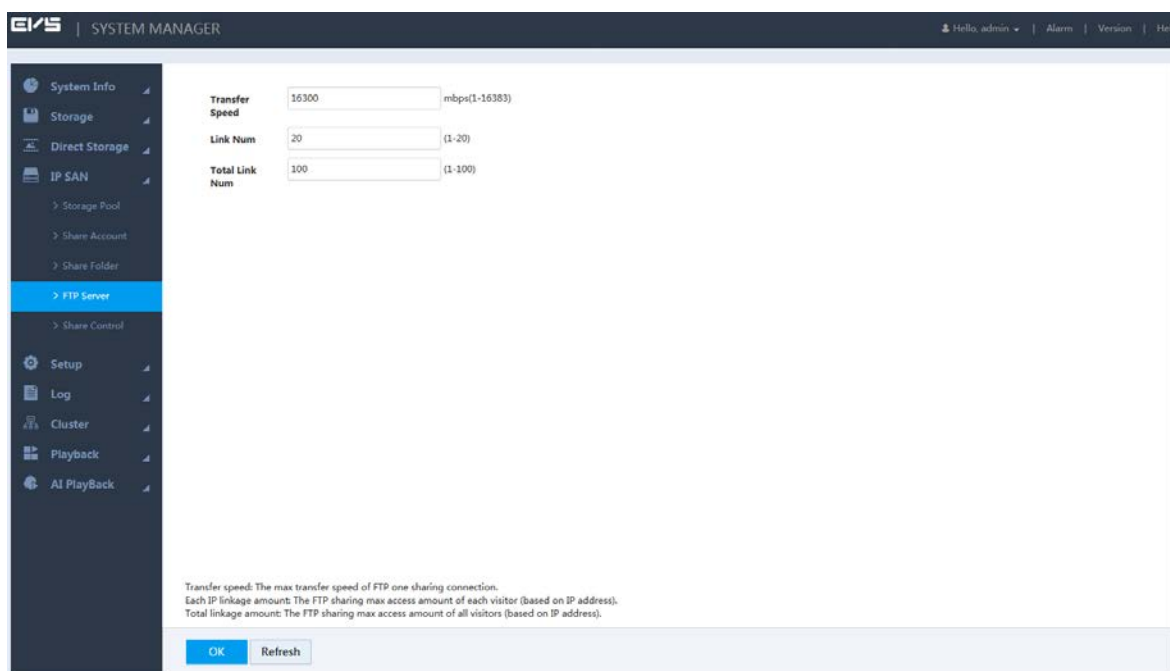 EVS | SYSTEM MANAGER
Hello, admin | Alarm | Version | He
System Info
Storage
Direct Storage
IP SAN
> Storage Pool
> Share Account
> Share Folder
> FTP Server
> Share Control
Setup
Log
Cluster
Playback
AI PlayBack
Transfer
Speed
16300
mbps(1-16383)
Link Num
20
(1-20)
Total Link
Num
100
(1-100)
Transfer speed: The max transfer speed of FTP one sharing connection.
Each IP linkage amount: The FTP sharing max access amount of each visitor (based on IP address).
Total linkage amount: The FTP sharing max access amount of all visitors (based on IP address).
OK
Refresh